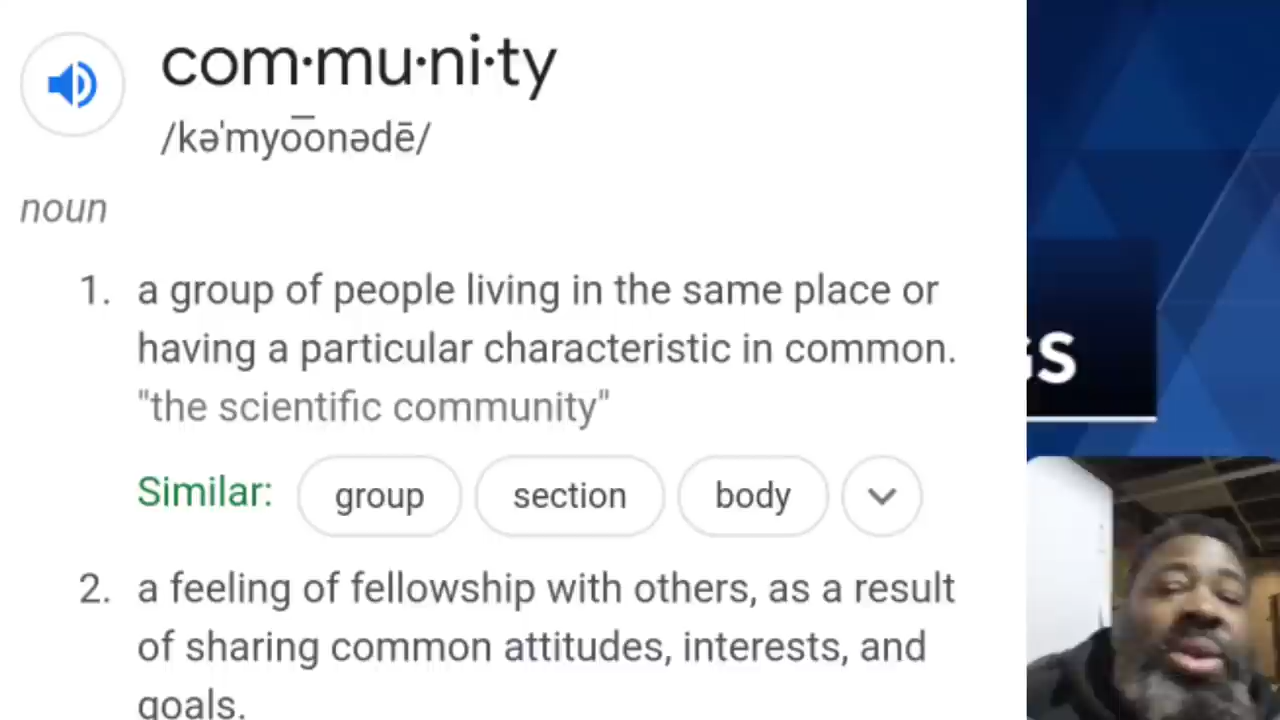 com·mu·ni·ty
/kəˈmyo͞onədē/
noun
1. a group of people living in the same place or
having a particular characteristic in common.
"the scientific community"
Similar: group section body
2. a feeling of fellowship with others, as a result
of sharing common attitudes, interests, and
goals.